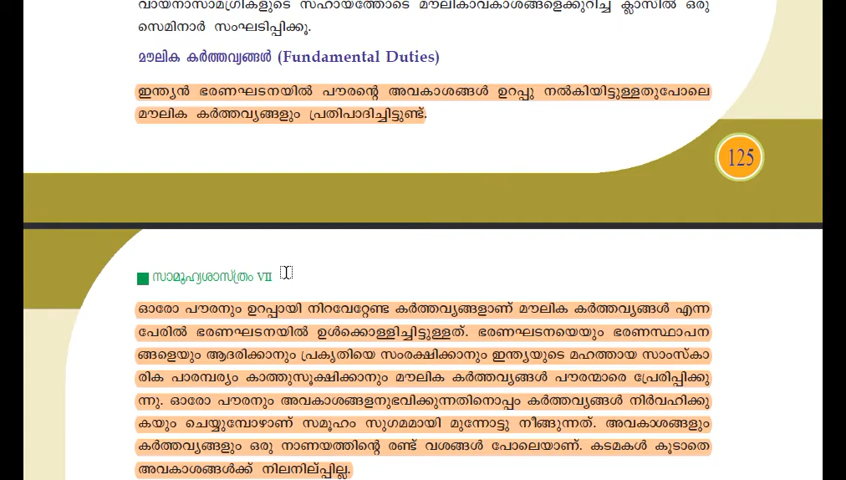 വായനാസാമഗ്രികളുടെ സഹായത്തോടെ മൗലികാവകാശങ്ങളെക്കുറിച്ച് ക്ലാസിൽ ഒരു
സെമിനാർ സംഘടിപ്പിക്കൂ.
മൗലിക കർത്തവ്യങ്ങൾ (Fundamental Duties)
ഇന്ത്യൻ ഭരണഘടനയിൽ പൗരന്റെ അവകാശങ്ങൾ ഉറപ്പു നൽകിയിട്ടുള്ളതുപോലെ
മൗലിക കർത്തവ്യങ്ങളും പ്രതിപാദിച്ചിട്ടുണ്ട്.
125
സാമൂഹ്യശാസ്ത്രം VII
ഓരോ പൗരനും ഉറപ്പായി നിറവേറ്റേണ്ട കർത്തവ്യങ്ങളാണ് മൗലിക കർത്തവ്യങ്ങൾ എന്ന
പേരിൽ ഭരണഘടനയിൽ ഉൾക്കൊള്ളിച്ചിട്ടുള്ളത്. ഭരണഘടനയെയും ഭരണസ്ഥാപന
ങ്ങളെയും ആദരിക്കാനും പ്രകൃതിയെ സംരക്ഷിക്കാനും ഇന്ത്യയുടെ മഹത്തായ സാംസ്കാ
രിക പാരമ്പര്യം കാത്തുസൂക്ഷിക്കാനും മൗലിക കർത്തവ്യങ്ങൾ പൗരന്മാരെ പ്രേരിപ്പിക്കു
ന്നു. ഓരോ പൗരനും അവകാശങ്ങളനുഭവിക്കുന്നതിനൊപ്പം കർത്തവ്യങ്ങൾ നിർവഹിക്കു
കയും ചെയ്യുമ്പോഴാണ് സമൂഹം സുഗമമായി മുന്നോട്ടു നീങ്ങുന്നത്. അവകാശങ്ങളും
കർത്തവ്യങ്ങളും ഒരു നാണയത്തിന്റെ രണ്ട് വശങ്ങൾ പോലെയാണ്. കടമകൾ കൂടാതെ
അവകാശങ്ങൾക്ക് നിലനില്പില്ല.